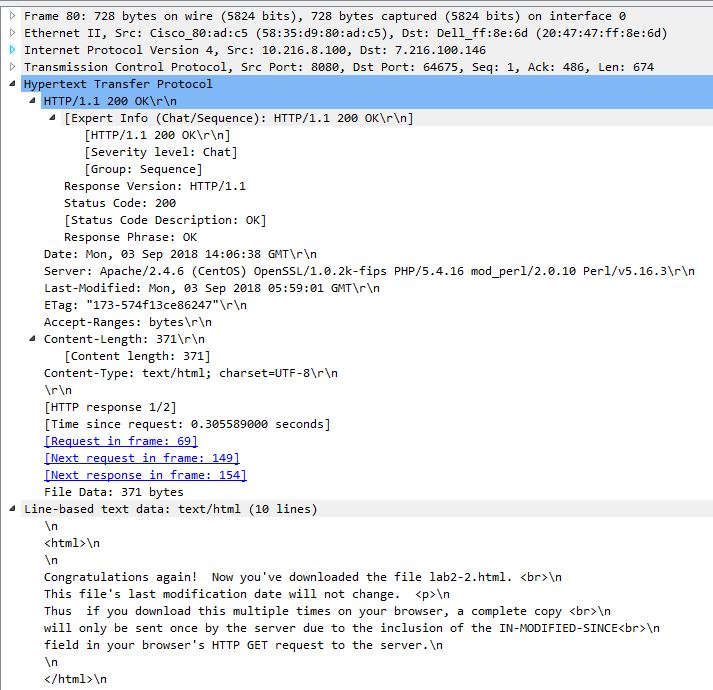 Frame 80: 728 bytes on wire (5824 bits), 728 bytes captured (5824 bits) on interface 0
Ethernet II, Src: Cisco_80:ad:c5 (58:35:d9:80:ad:c5), Dst: Dell_ff:8e:6d (20:47:47:ff:8e:6d)
Internet Protocol Version 4, Src: 10.216.8.100, Dst: 7.216.100.146
Transmission Control Protocol, Src Port: 8080, Dst Port: 64675, Seq: 1, Ack: 486, Len: 674
Hypertext Transfer Protocol
HTTP/1.1 200 OK\r\n
[Expert Info (Chat/Sequence): HTTP/1.1 200 OK\r\n]
[HTTP/1.1 200 OK\r\n]
[Severity level: Chat]
[Group: Sequence]
Response Version: HTTP/1.1
Status Code: 200
[Status Code Description: OK]
Response Phrase: OK
Date: Mon, 03 Sep 2018 14:06:38 GMT\r\n
Server: Apache/2.4.6 (CentOS) OpenSSL/1.0.2k-fips PHP/5.4.16 mod_perl/2.0.10 Perl/v5.16.3\r\n
Last-Modified: Mon, 03 Sep 2018 05:59:01 GMT\r\n
ETag: "173-574f13ce86247"\r\n
Accept-Ranges: bytes\r\n
Content-Length: 371\r\n
[Content length: 371]
Content-Type: text/html; charset=UTF-8\r\n
\r\n
[HTTP response 1/2]
[Time since request: 0.305589000 seconds]
[Request in frame: 69]
[Next request in frame: 149]
[Next response in frame: 154]
File Data: 371 bytes
Line-based text data: text/html (10 lines)
\n
<html>\n
\n
Congratulations again!  Now you've downloaded the file lab2-2.html. <br>\n
This file's last modification date will not change.  <p>\n
Thus  if you download this multiple times on your browser, a complete copy <br>\n
will only be sent once by the server due to the inclusion of the IN-MODIFIED-SINCE<br>\n
field in your browser's HTTP GET request to the server.\n
\n
</html>\n